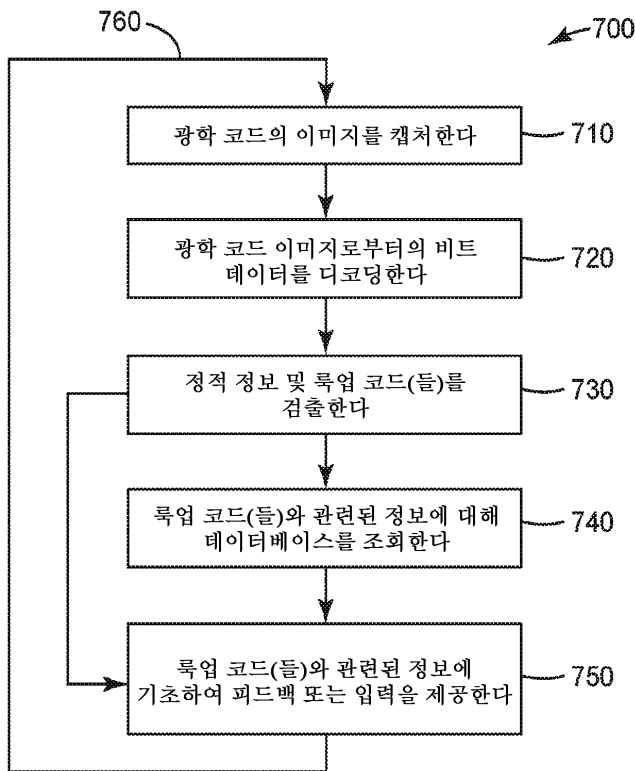 760
700
광학 코드의 이미지를 캡처한다
710
광학 코드 이미지로부터의 비트
데이터를 디코딩한다
720
정적 정보 및 룩업 코드(들)를
검출한다
730
룩업 코드(들)와 관련된 정보에 대해
데이터베이스를 조회한다
740
룩업 코드(들)와 관련된 정보에
기초하여 피드백 또는 입력을 제공한다
750